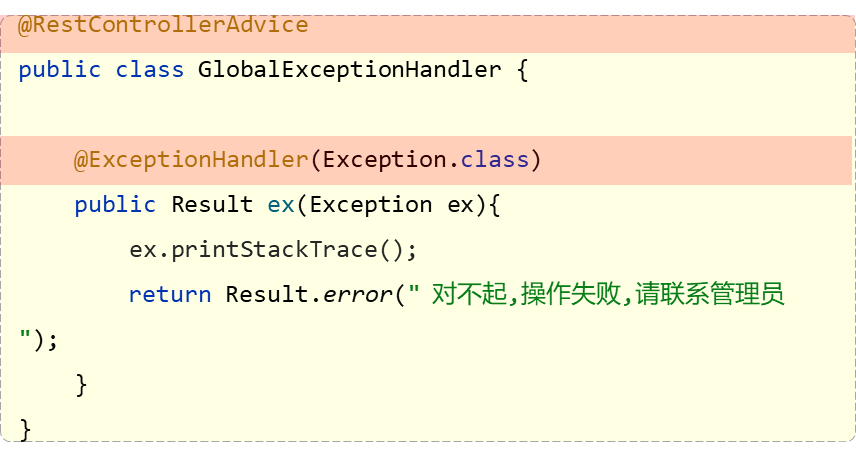 @RestControllerAdvice
public class GlobalExceptionHandler {
@ExceptionHandler(Exception.class)
public Result ex(Exception ex){
ex.printStackTrace();
return Result.error(" 对不起,操作失败,请联系管理员
");
}
}